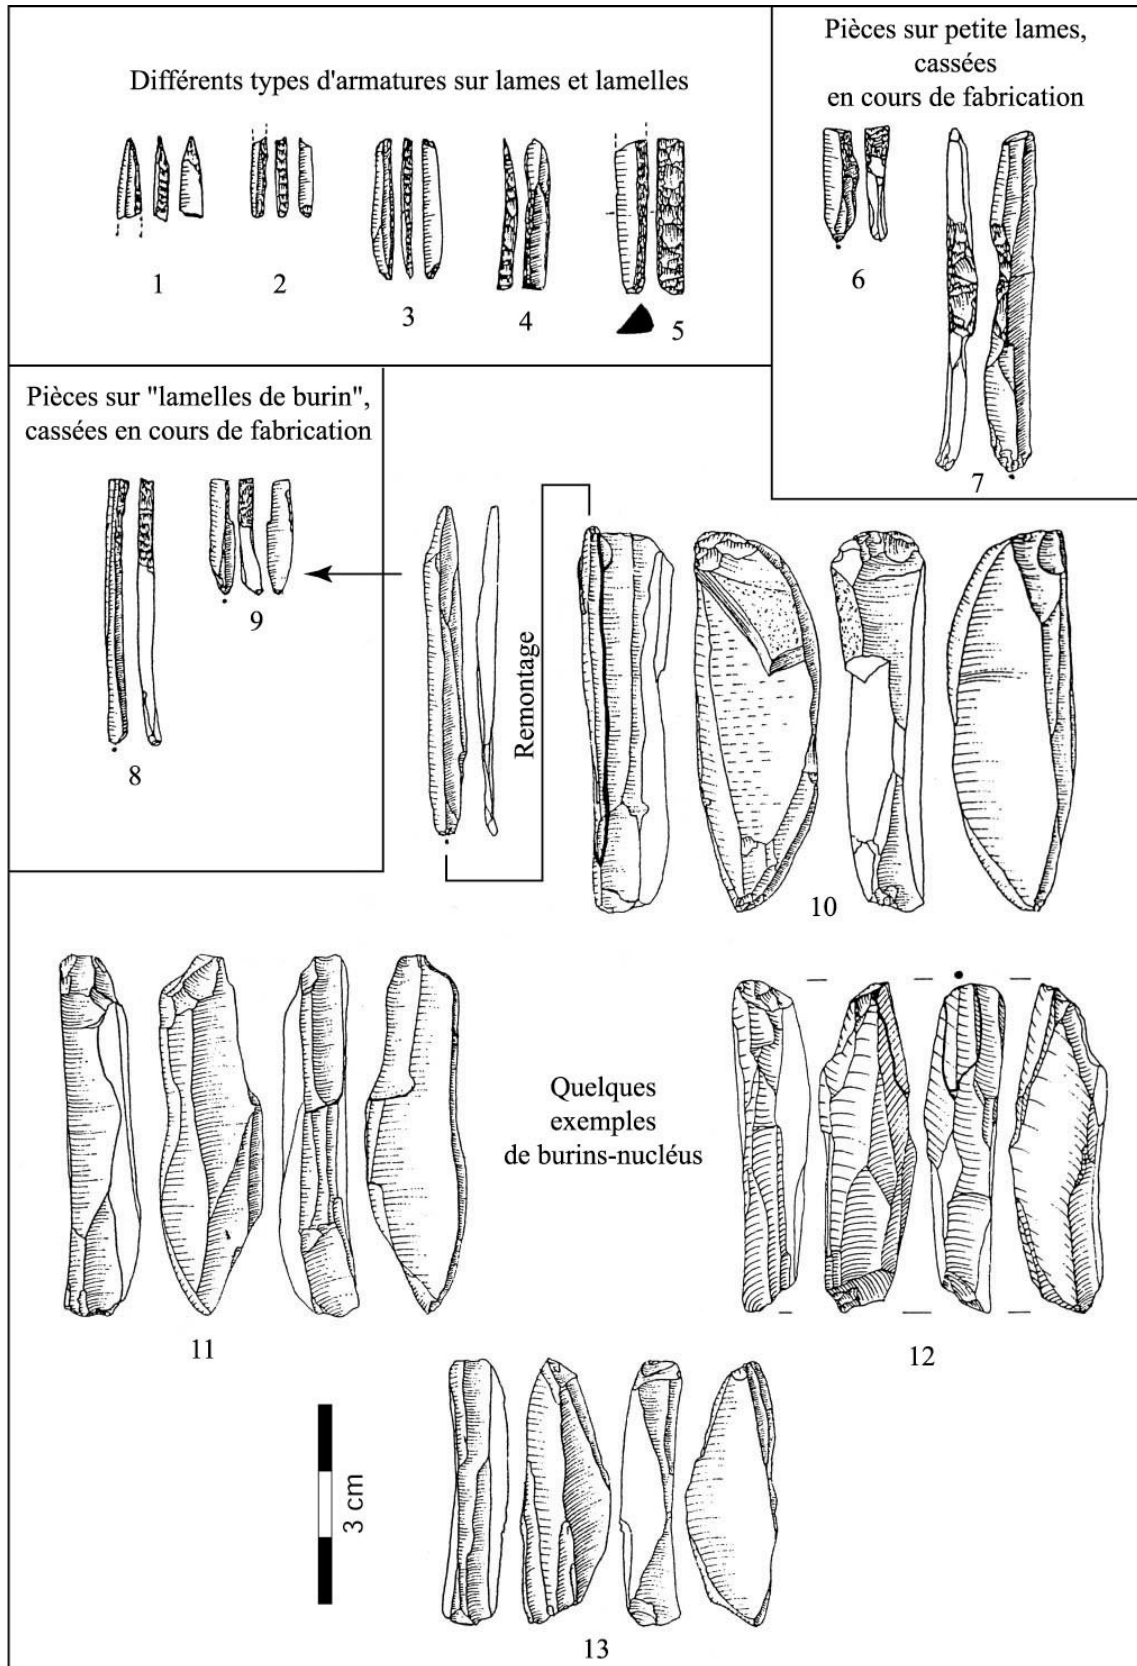 Différents types d'armatures sur lames et lamelles
1
2
3
4
5
Pièces sur petite lames,
cassées
en cours de fabrication
6
7
Pièces sur "lamelles de burin",
cassées en cours de fabrication
8
9
Remontage
10
11
Quelques
exemples
de burins-nucléus
12
3 cm
13